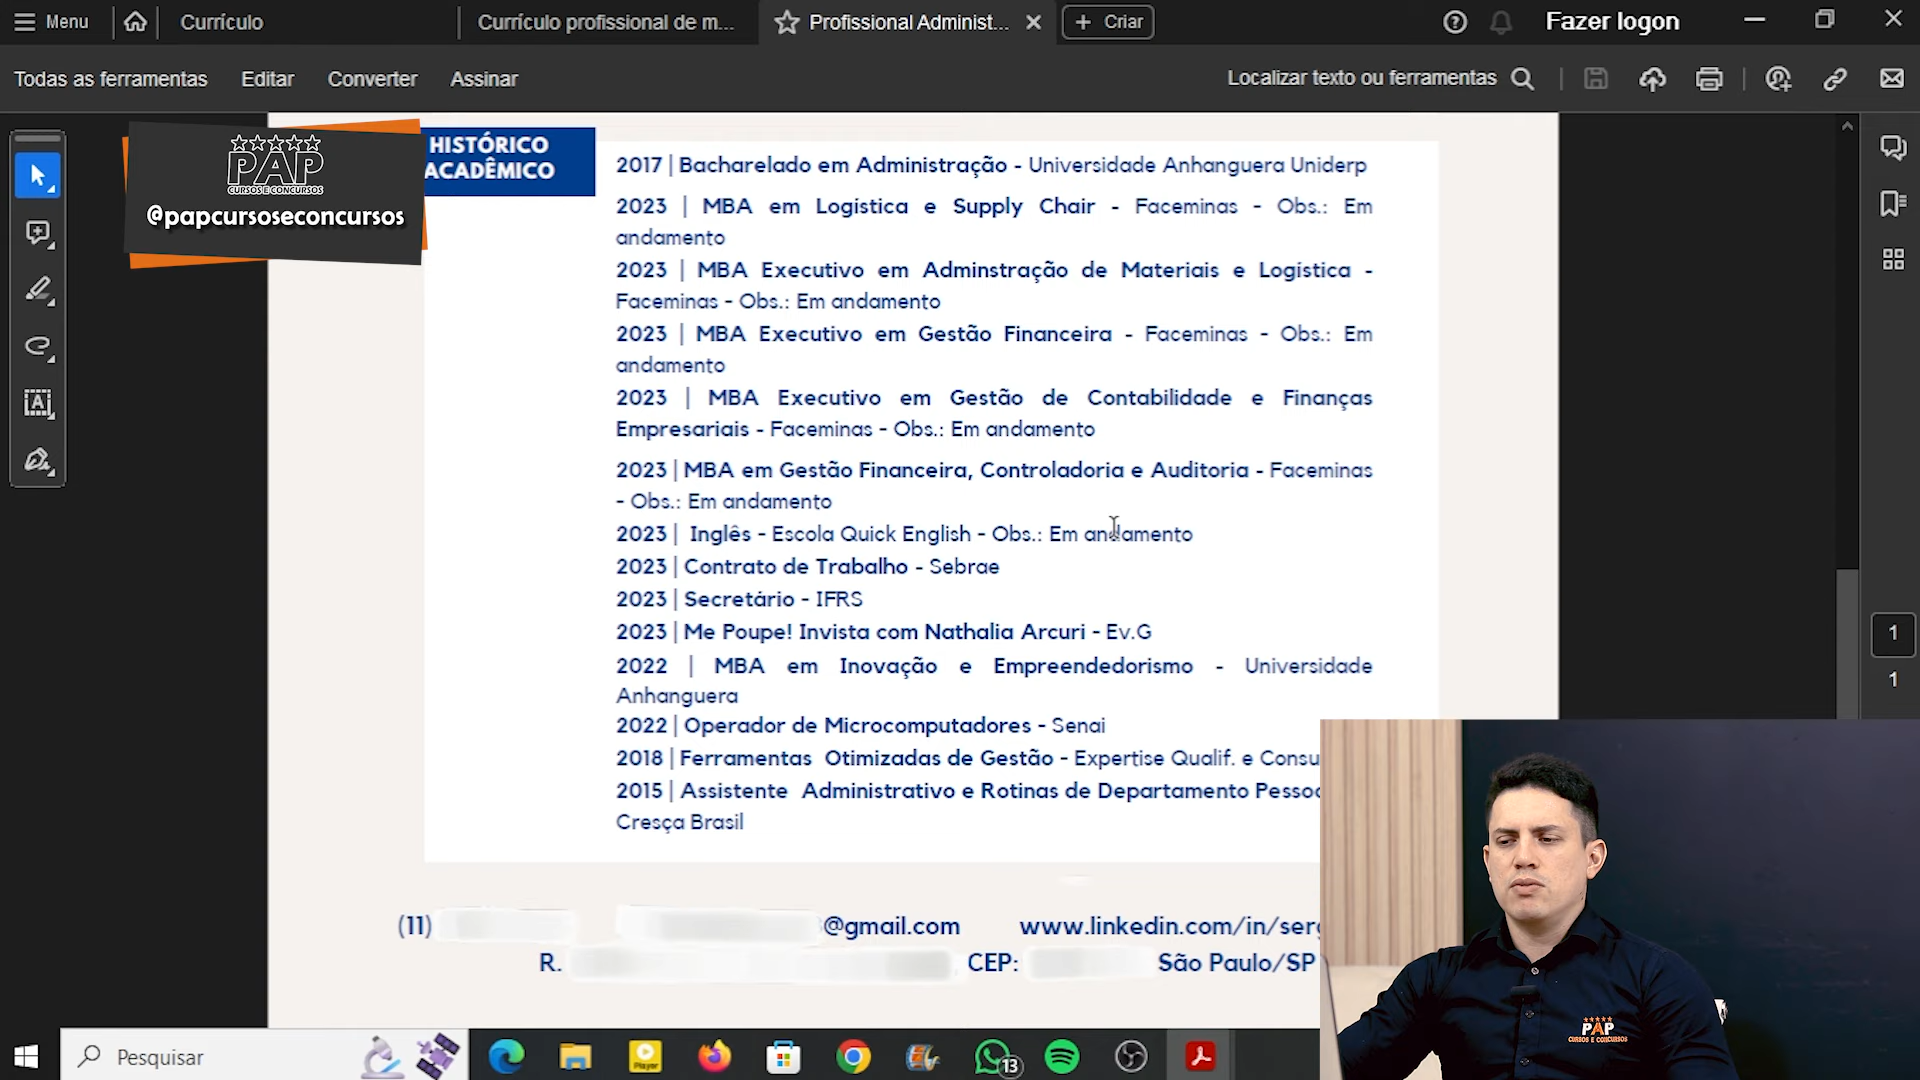 Menu
Currículo
Currículo profissional de m...
Profissional Administ...
Criar
Fazer logon
Todas as ferramentas
Editar
Converter
Assinar
Localizar texto ou ferramentas
PAP
CURSOS E CONCURSOS
@papcursoseconcursos
HISTÓRICO
ACADÊMICO
2017 | Bacharelado em Administração - Universidade Anhanguera Uniderp
2023 | MBA em Logística e Supply Chair - Faceminas - Obs.: Em
andamento
2023 | MBA Executivo em Adminstração de Materiais e Logística -
Faceminas - Obs.: Em andamento
2023 | MBA Executivo em Gestão Financeira - Faceminas - Obs.: Em
andamento
2023 | MBA Executivo em Gestão de Contabilidade e Finanças
Empresariais - Faceminas - Obs.: Em andamento
2023 | MBA em Gestão Financeira, Controladoria e Auditoria - Faceminas
- Obs.: Em andamento
2023 | Inglês - Escola Quick English - Obs.: Em andamento
2023 | Contrato de Trabalho - Sebrae
2023 | Secretário - IFRS
2023 | Me Poupe! Invista com Nathalia Arcuri - Ev.G
2022 | MBA em Inovação e Empreendedorismo - Universidade
Anhanguera
2022 | Operador de Microcomputadores - Senai
2018 | Ferramentas Otimizadas de Gestão - Expertise Qualif. e Consu
2015 | Assistente Administrativo e Rotinas de Departamento Pesso
Cresça Brasil
(11) @gmail.com www.linkedin.com/in/ser
R. CEP: São Paulo/SP
1
1
PAP
CURSOS E CONCURSOS
Pesquisar
Player
13